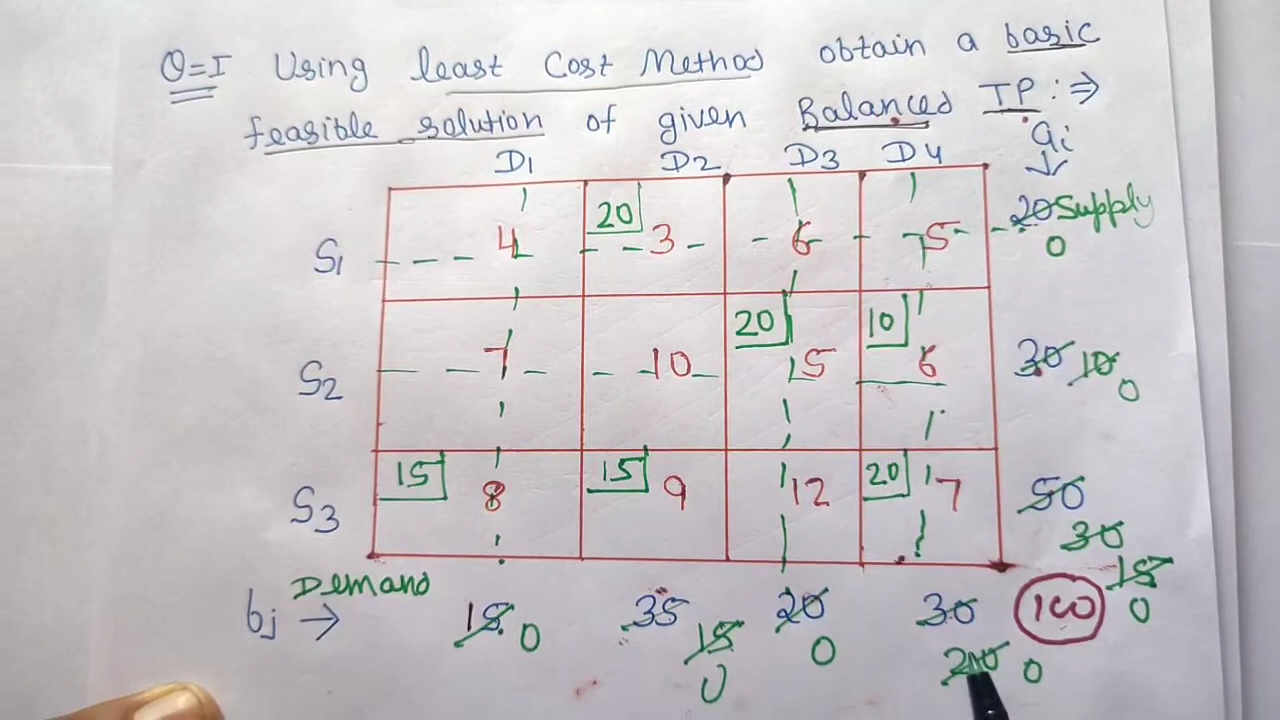 Q=I Using least Cost Method obtain a basic
feasible solution of given Balanced TP : ⇒
D1 D2 D3 D4 ai ↓
S1 4 20 3 6 5 20 Supply
0
S2 7 10 20 5 10 6 30 10
0
S3 15 8 15 9 12 20 7 50
30
15
Demand
bj → 15 0 35 20 30 100 0
15 0 20 0
0